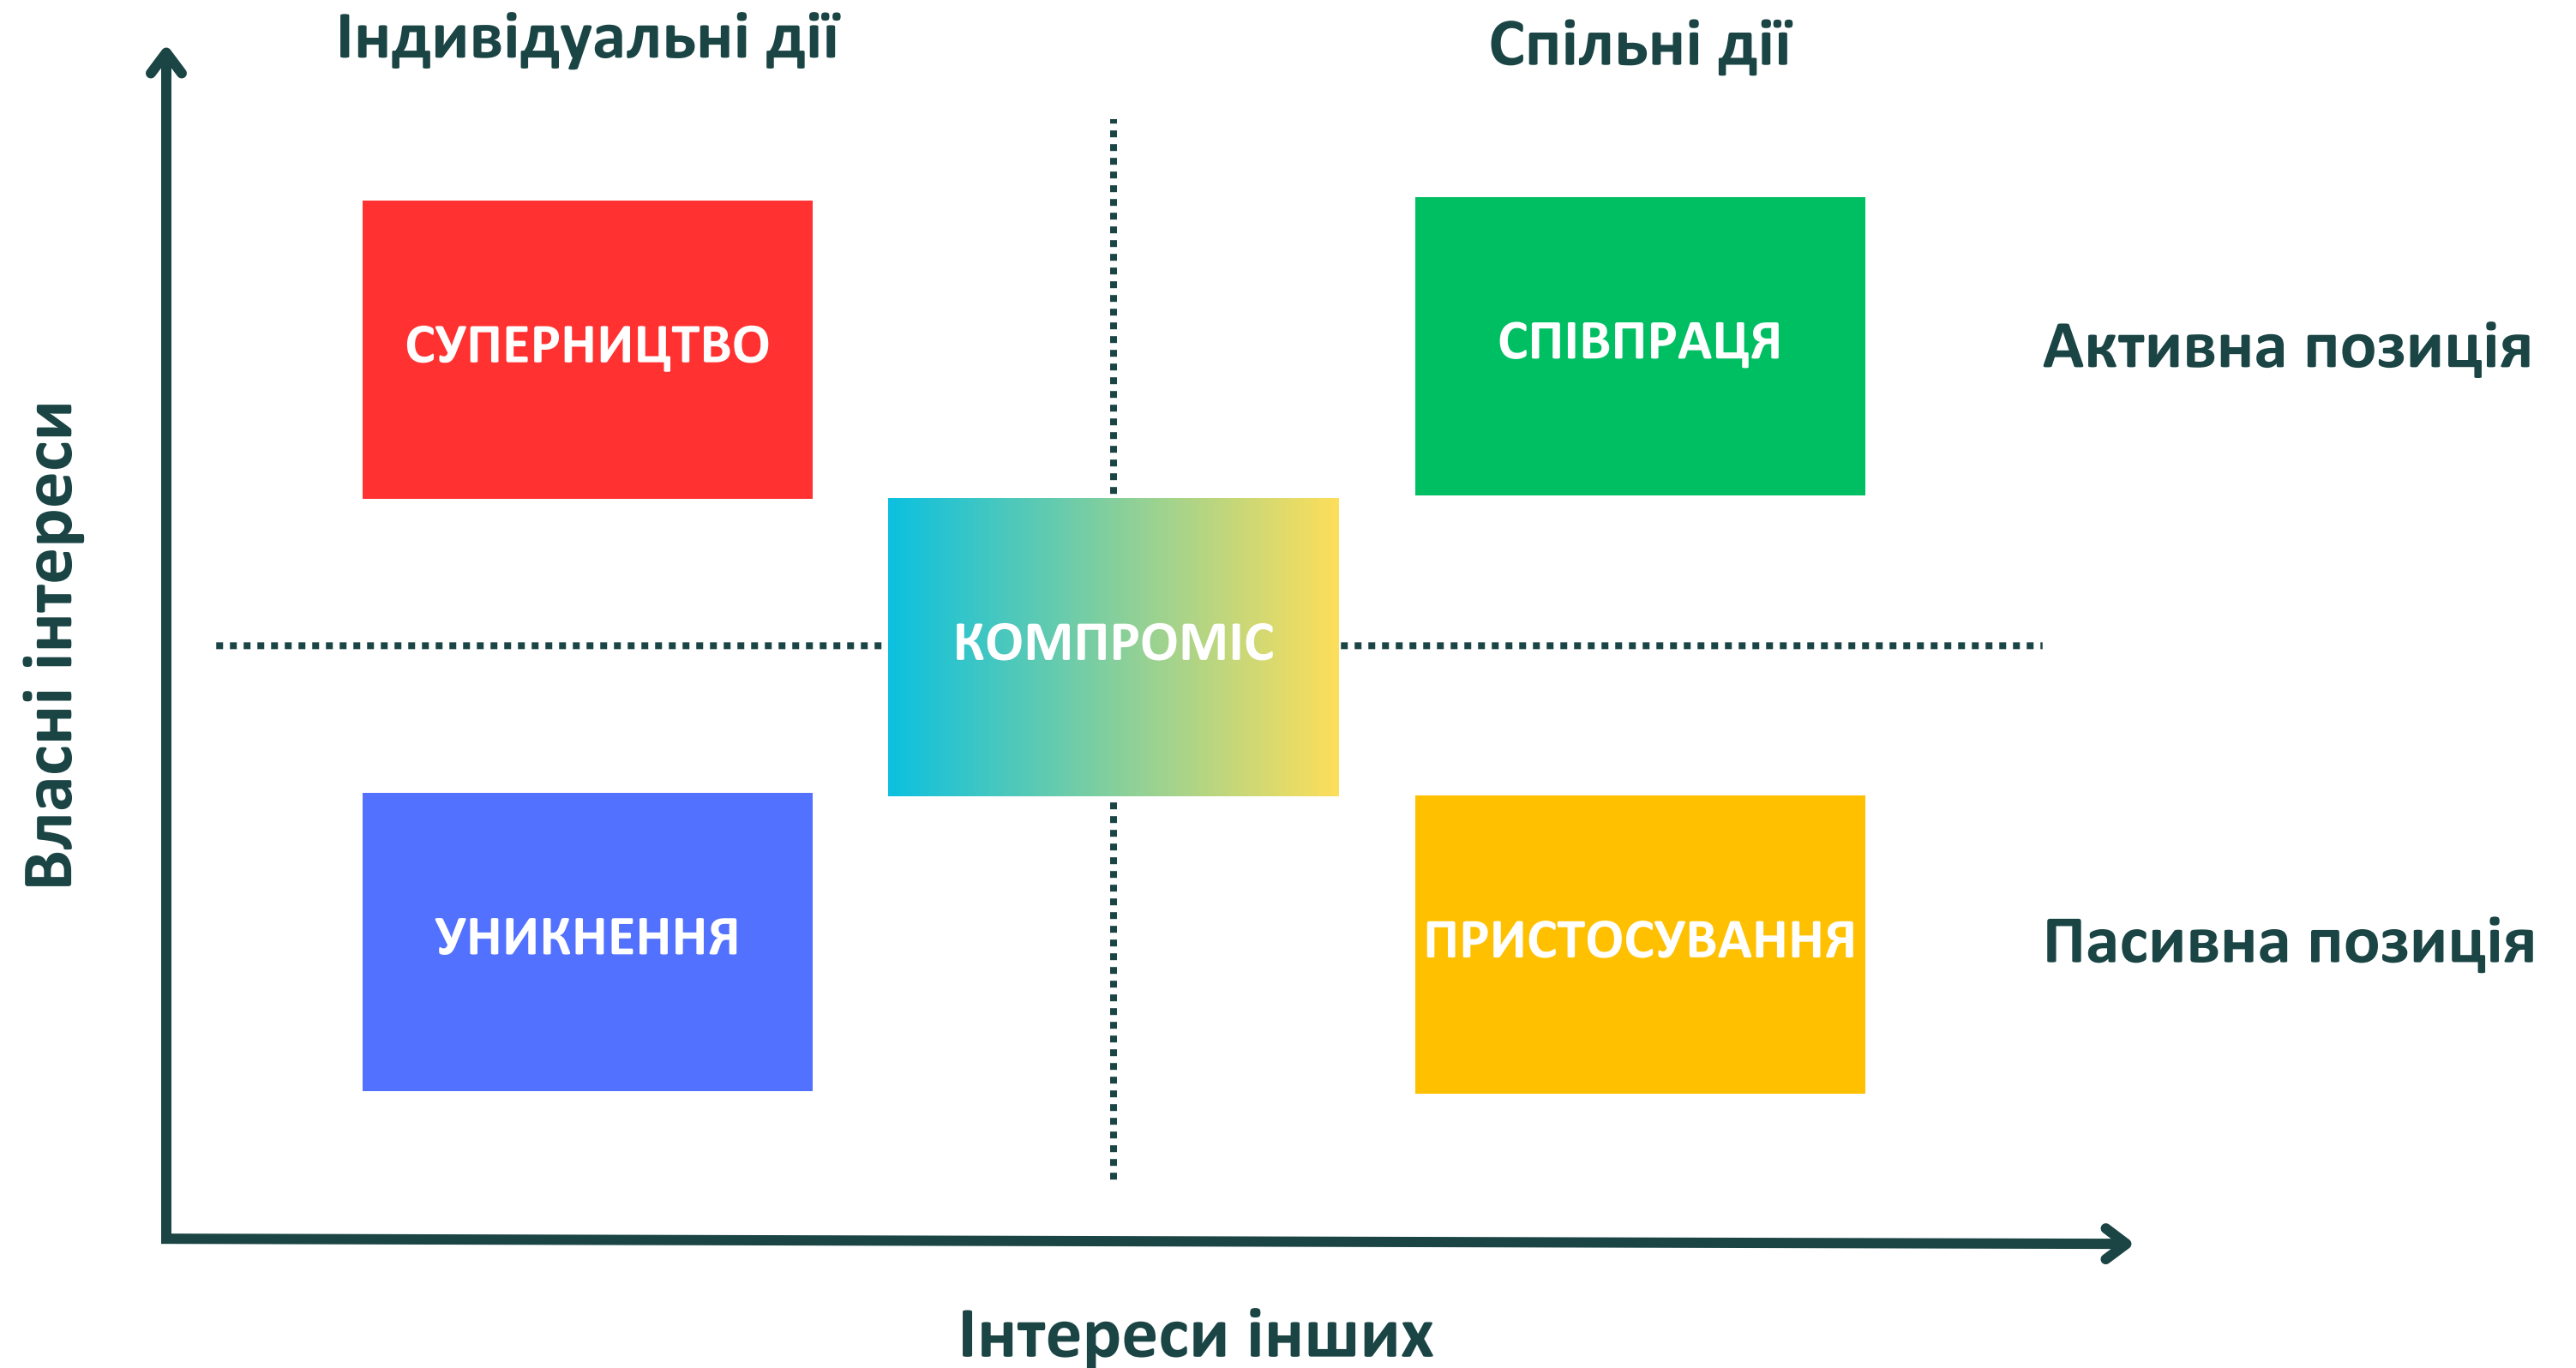 Індивідуальні дії
Спільні дії
СУПЕРНИЦТВО
СПІВПРАЦЯ
Активна позиція
Власні інтереси
КОМПРОМІС
УНИКНЕННЯ
ПРИСТОСУВАННЯ
Пасивна позиція
Інтереси інших